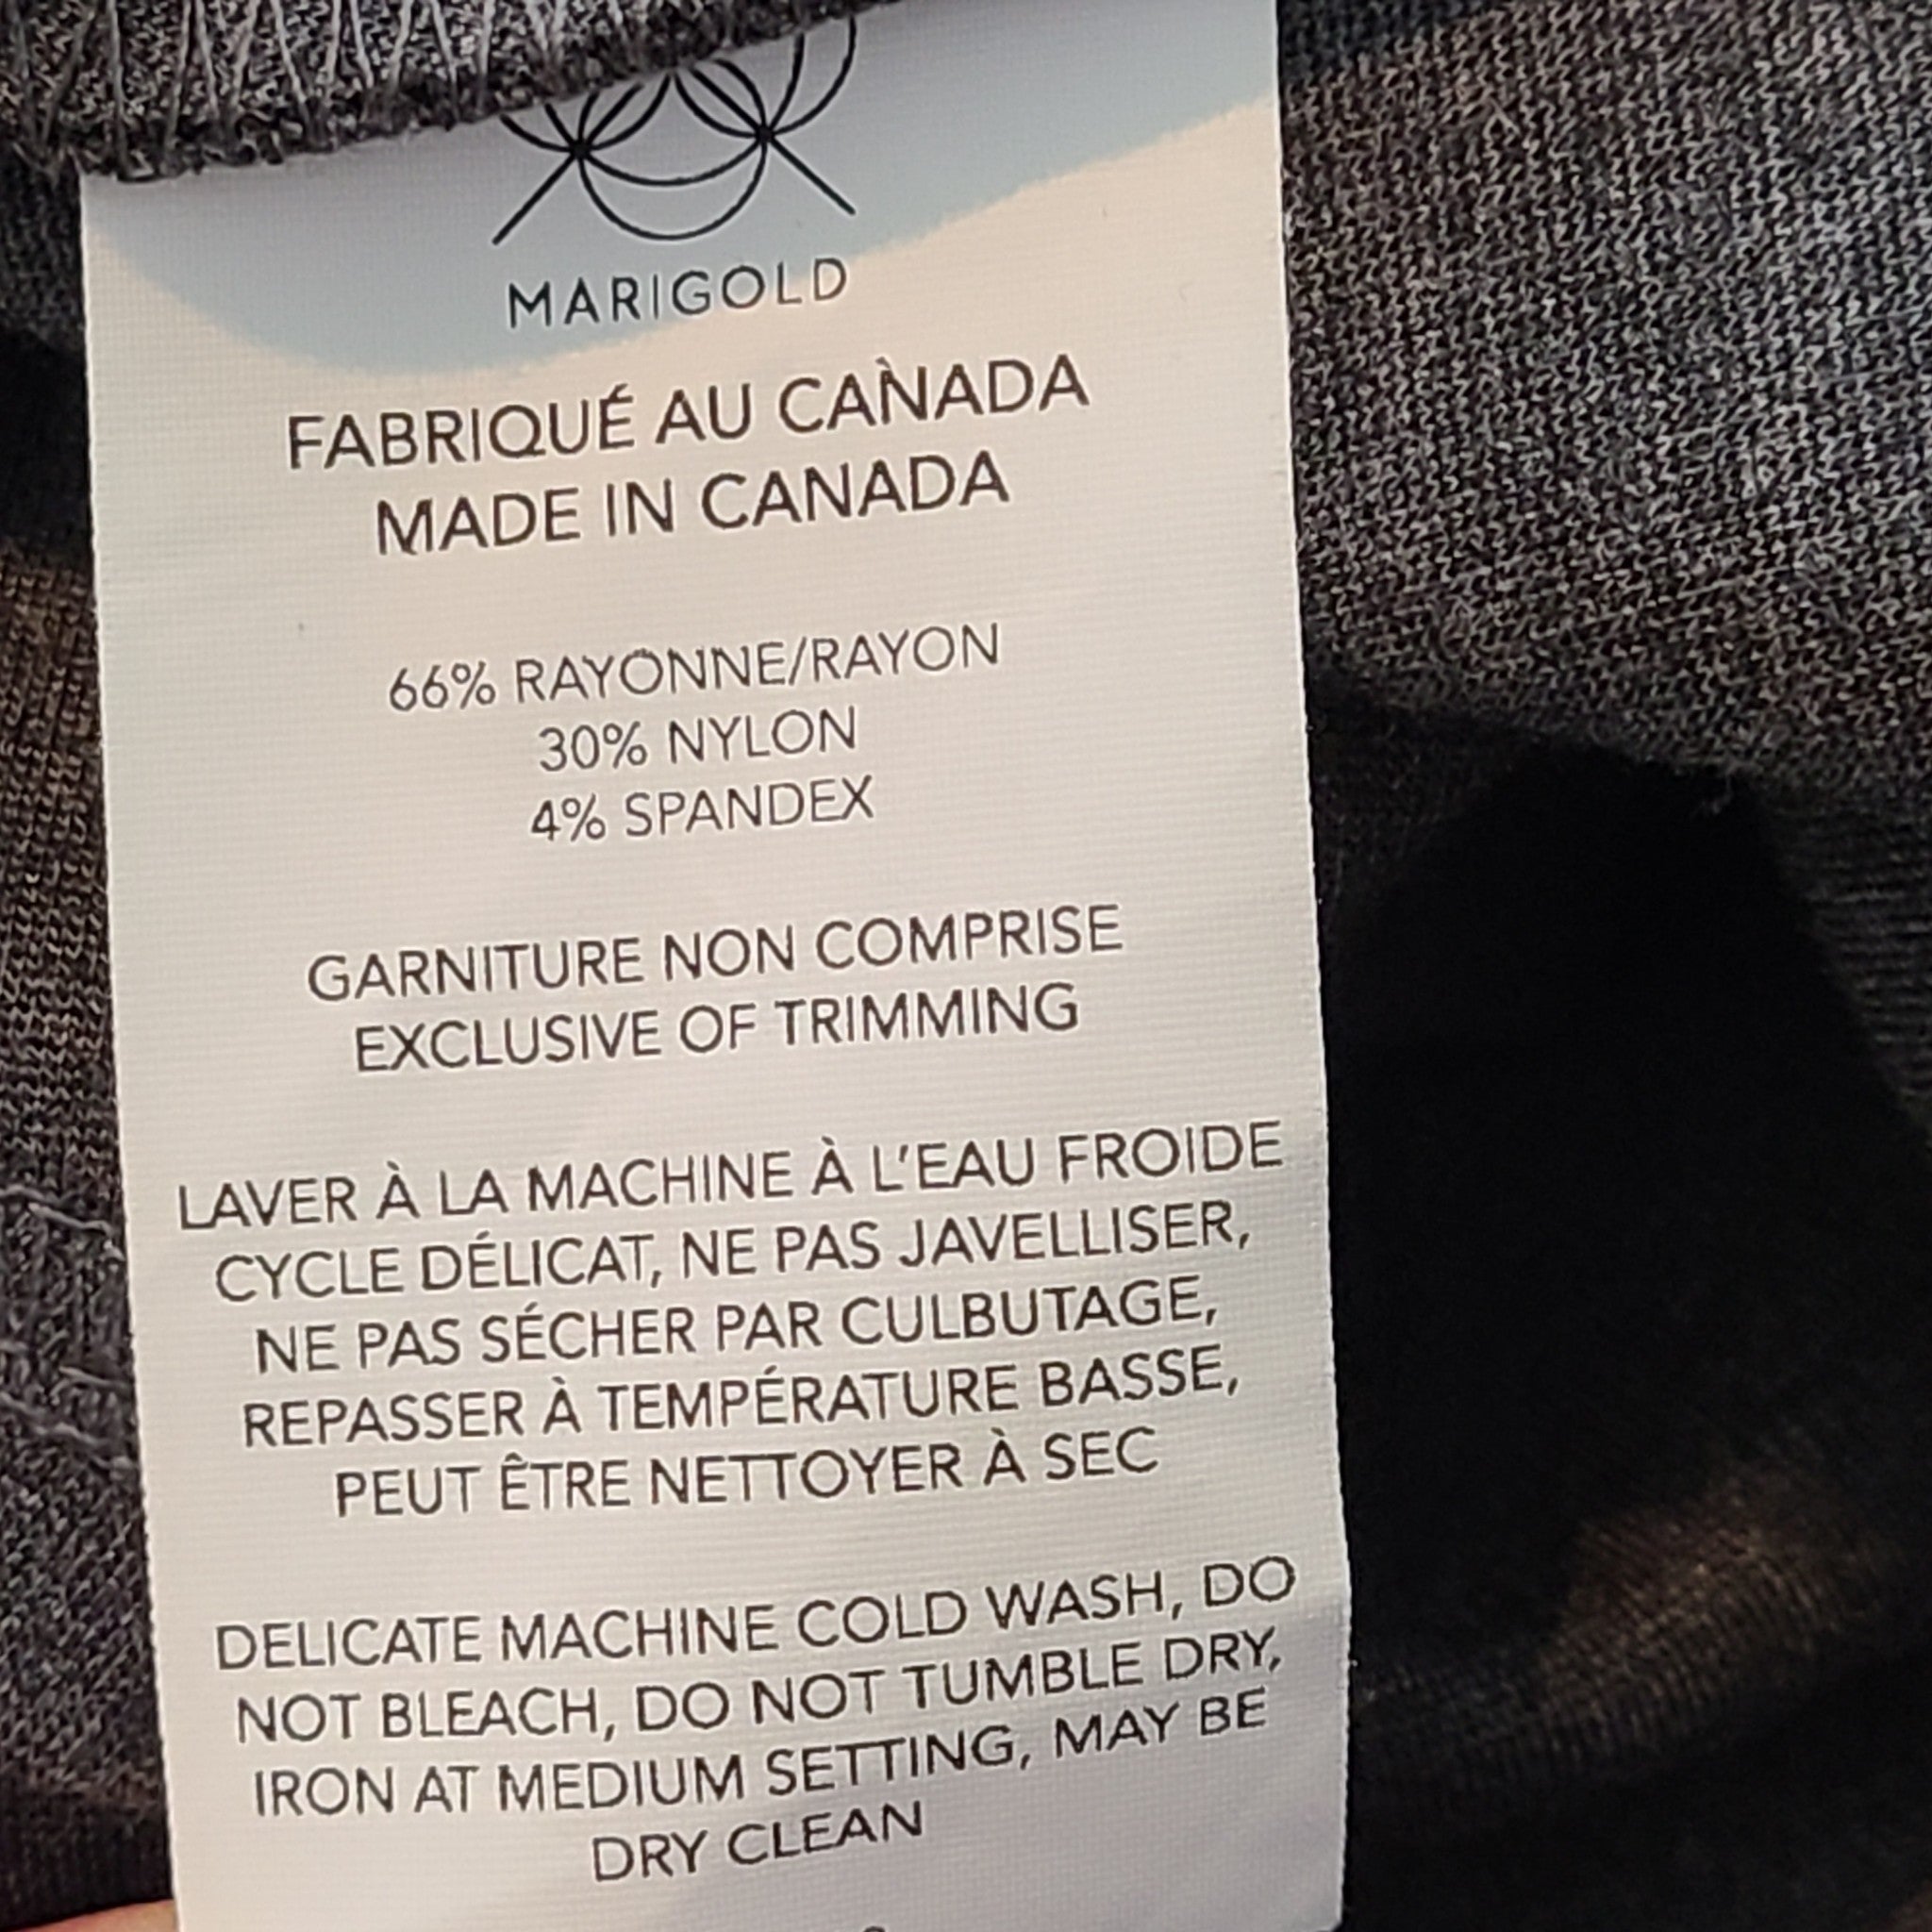 MARIGOLD
FABRIQUÉ AU CANADA
MADE IN CANADA
66% RAYONNE/RAYON
30% NYLON
4% SPANDEX
GARNITURE NON COMPRISE
EXCLUSIVE OF TRIMMING
LAVER À LA MACHINE À L'EAU FROIDE
CYCLE DÉLICAT, NE PAS JAVELLISER,
NE PAS SÉCHER PAR CULBUTAGE,
REPASSER À TEMPÉRATURE BASSE,
PEUT ÊTRE NETTOYER À SEC
DELICATE MACHINE COLD WASH, DO
NOT BLEACH, DO NOT TUMBLE DRY,
IRON AT MEDIUM SETTING, MAY BE
DRY CLEAN